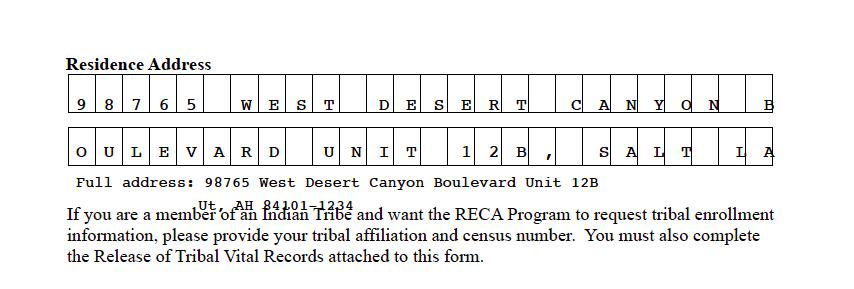 Residence Address
98765 WEST DESERT CANYON B
OULEVARD UNIT 12B, SALT LA
Full address: 98765 West Desert Canyon Boulevard Unit 12B
Ut, AH 84101-1234
If you are a member of an Indian Tribe and want the RECA Program to request tribal enrollment
information, please provide your tribal affiliation and census number. You must also complete
the Release of Tribal Vital Records attached to this form.